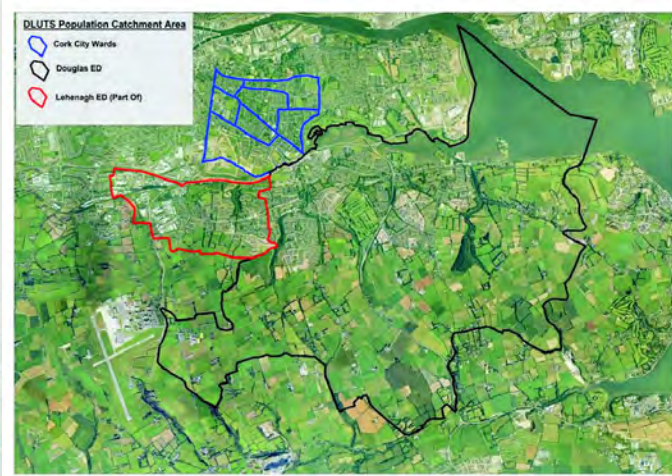 DLUTS Population Catchment Area
Cork City Wards
Douglas ED
Lehenagh ED (Part Of)